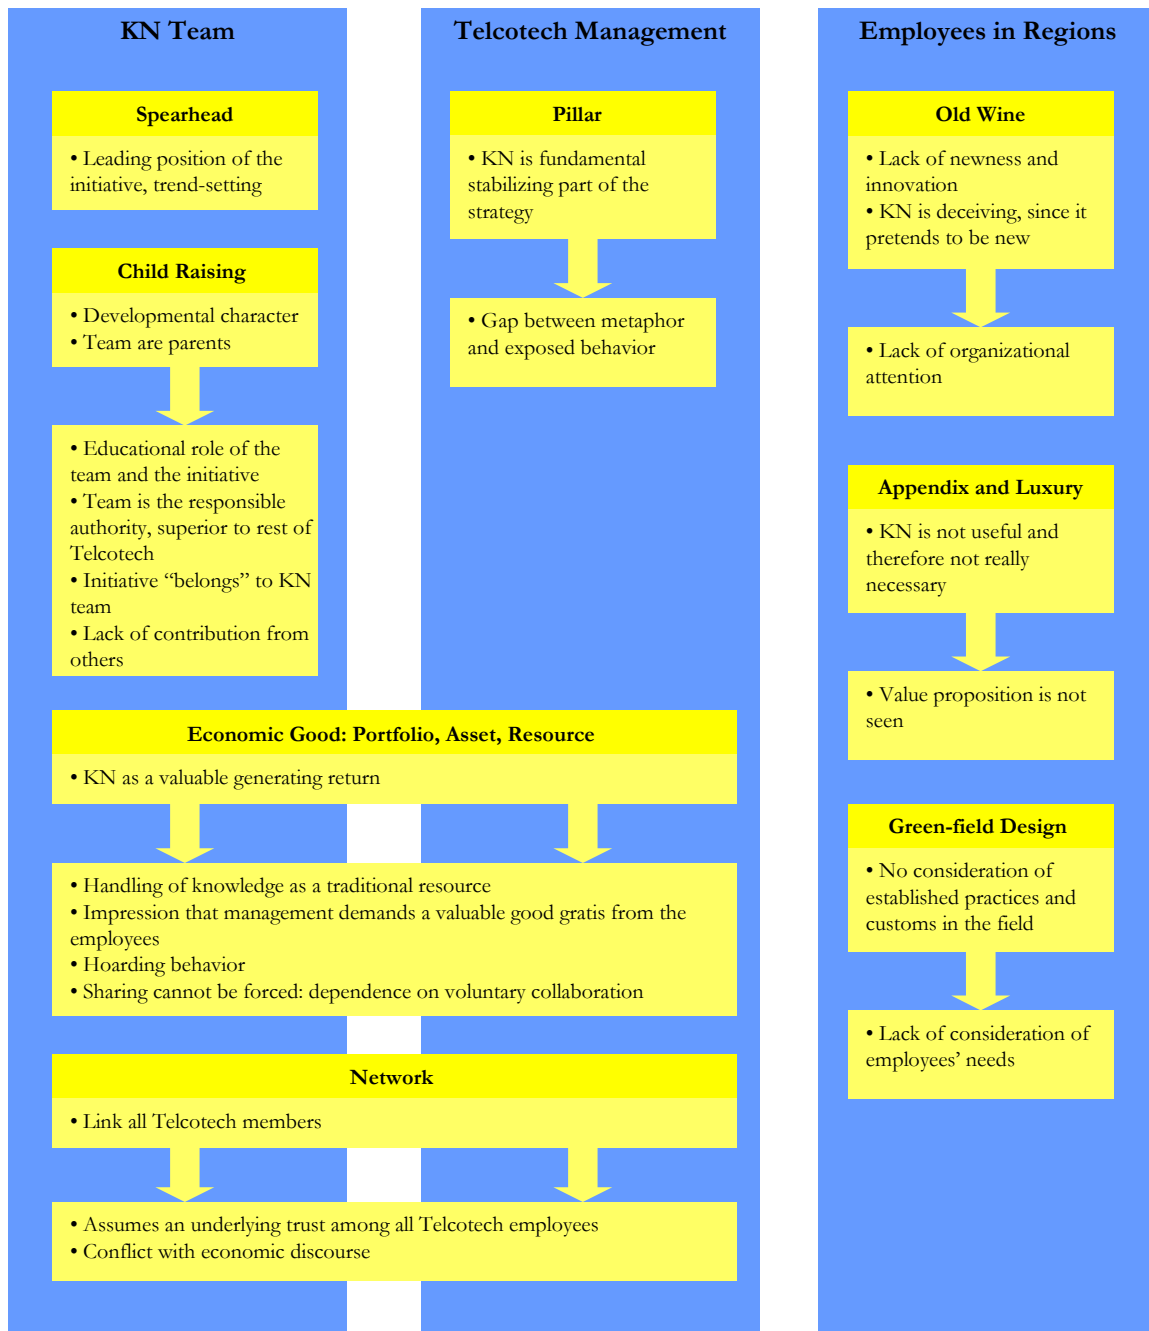 KN Team
Spearhead
• Leading position of the
initiative, trend-setting
Child Raising
• Developmental character
• Team are parents
• Educational role of the
team and the initiative
• Team is the responsible
authority, superior to rest of
Telcotech
• Initiative “belongs” to KN
team
• Lack of contribution from
others
Telcotech Management
Pillar
• KN is fundamental
stabilizing part of the
strategy
• Gap between metaphor
and exposed behavior
Economic Good: Portfolio, Asset, Resource
• KN as a valuable generating return
• Handling of knowledge as a traditional resource
• Impression that management demands a valuable good gratis from the
employees
• Hoarding behavior
• Sharing cannot be forced: dependence on voluntary collaboration
Network
• Link all Telcotech members
• Assumes an underlying trust among all Telcotech employees
• Conflict with economic discourse
Employees in Regions
Old Wine
• Lack of newness and
innovation
• KN is deceiving, since it
pretends to be new
• Lack of organizational
attention
Appendix and Luxury
• KN is not useful and
therefore not really
necessary
• Value proposition is not
seen
Green-field Design
• No consideration of
established practices and
customs in the field
• Lack of consideration of
employees’ needs